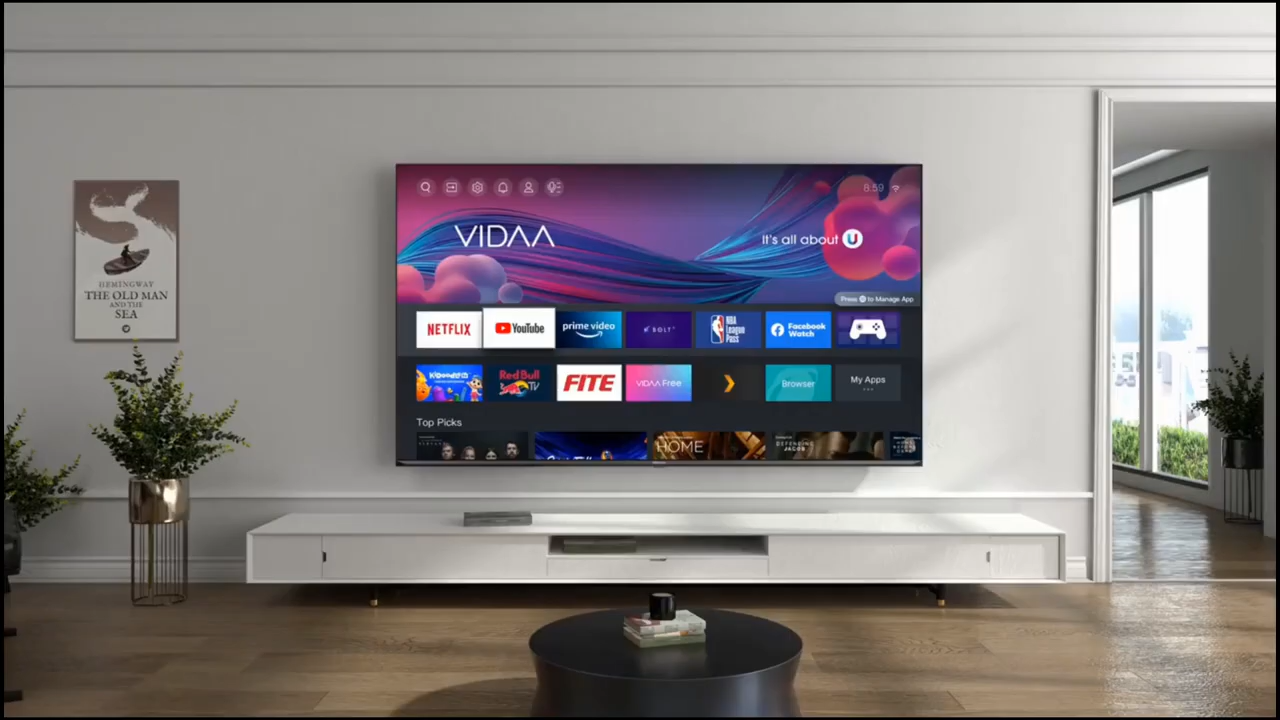 8:59
VIDAA
It's all about U
Press to Manage App
HEMINGWAY
THE OLD MAN
AND THE
SEA
NETFLIX
YouTube
prime video
BOLT
NBA
League
Pass
Facebook
Watch
Red Bull
TV
FITE
VIDAA Free
Browser
My Apps
Top Picks
HOME
DEFENDING
JACOB